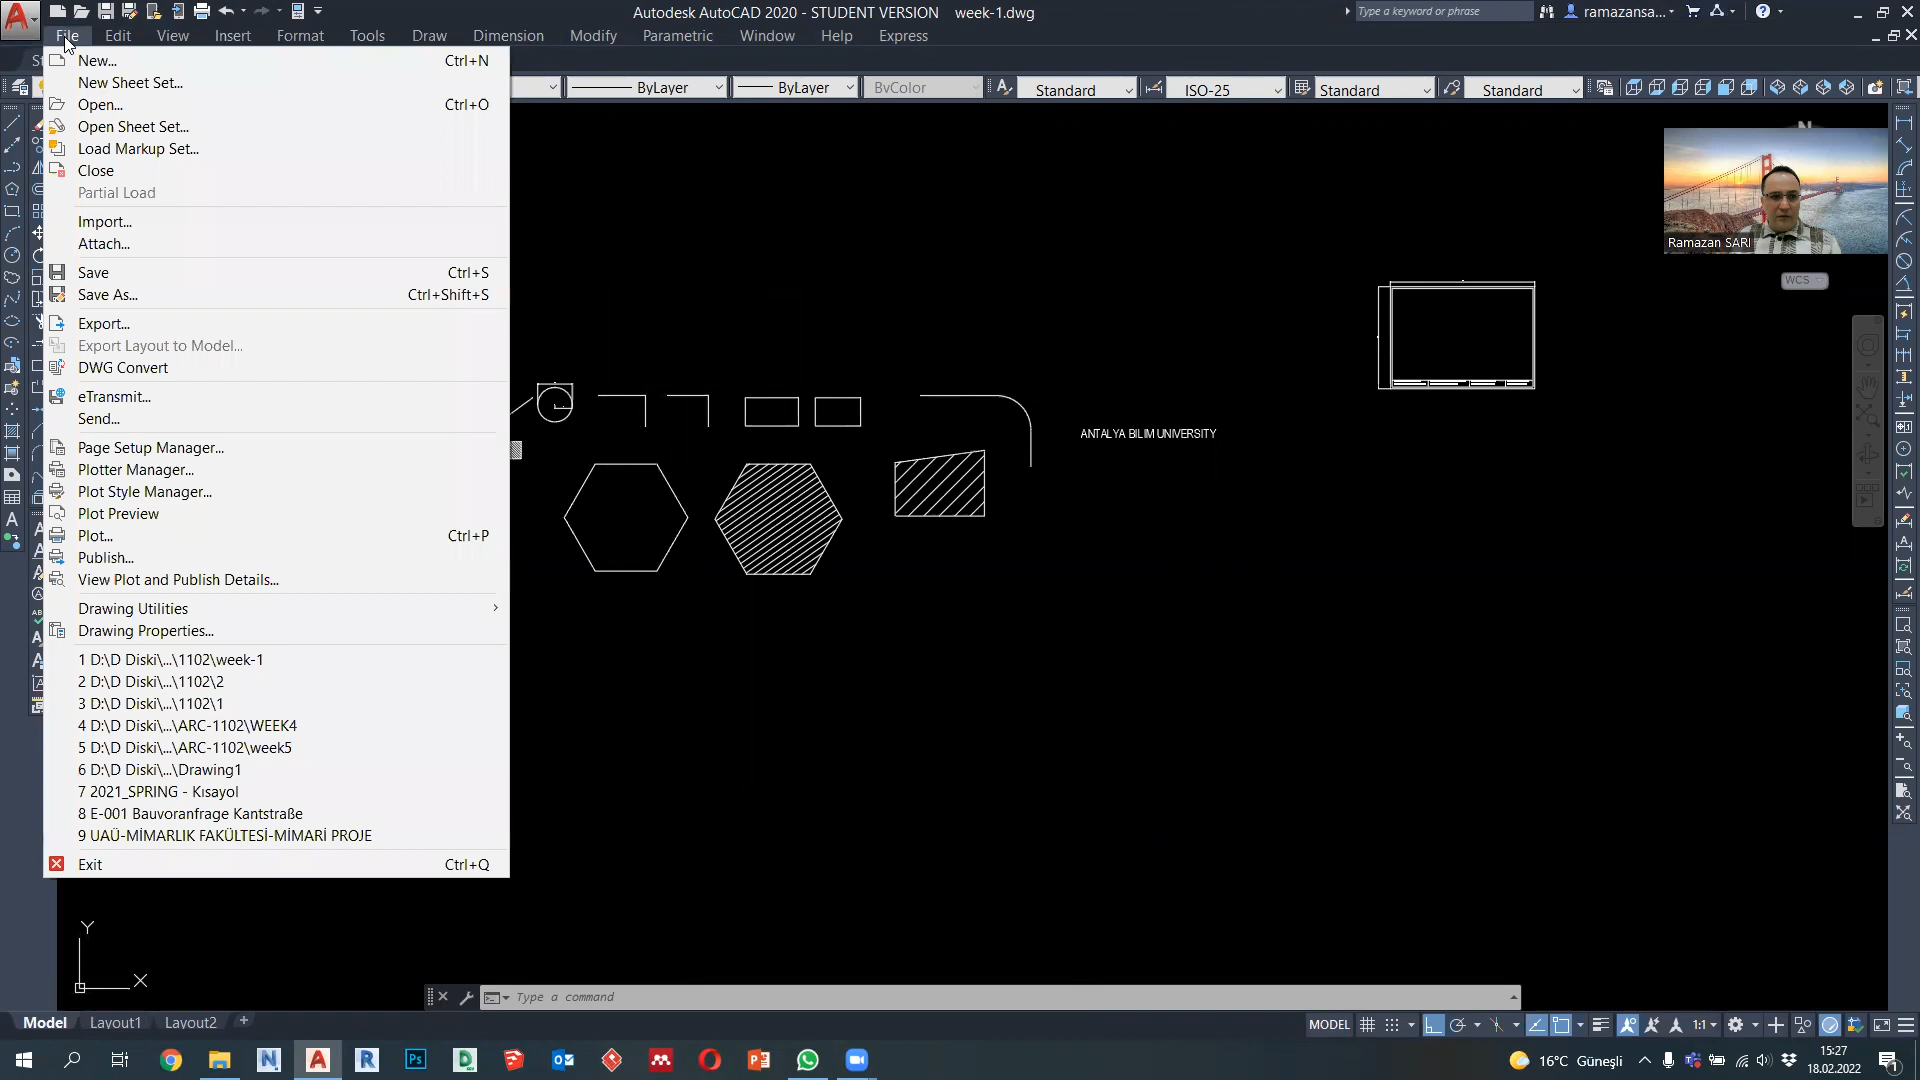 Autodesk AutoCAD 2020 - STUDENT VERSION week-1.dwg
Type a keyword or phrase
ramazansa...
File Edit View Insert Format Tools Draw Dimension Modify Parametric Window Help Express
New... Ctrl+N
New Sheet Set...
Open... Ctrl+O
Open Sheet Set...
Load Markup Set...
Close
Partial Load
Import...
Attach...
Save Ctrl+S
Save As... Ctrl+Shift+S
Export...
Export Layout to Model...
DWG Convert
eTransmit...
Send...
Page Setup Manager...
Plotter Manager...
Plot Style Manager...
Plot Preview
Plot... Ctrl+P
Publish...
View Plot and Publish Details...
Drawing Utilities
Drawing Properties...
1 D:\D Diski\...\1102\week-1
2 D:\D Diski\...\1102\2
3 D:\D Diski\...\1102\1
4 D:\D Diski\...\ARC-1102\WEEK4
5 D:\D Diski\...\ARC-1102\week5
6 D:\D Diski\...\Drawing1
7 2021_SPRING - Kısayol
8 E-001 Bauvoranfrage Kantstraße
9 UAÜ-MİMARLIK FAKÜLTESİ-MİMARİ PROJE
Exit Ctrl+Q
ByLayer ByLayer ByColor Standard ISO-25 Standard Standard
Ramazan SARI
WCS
ANTALYA BILIM UNIVERSITY
Y
X
Type a command
Model Layout1 Layout2
MODEL 1:1
16°C Güneşli
15:27
18.02.2022
1